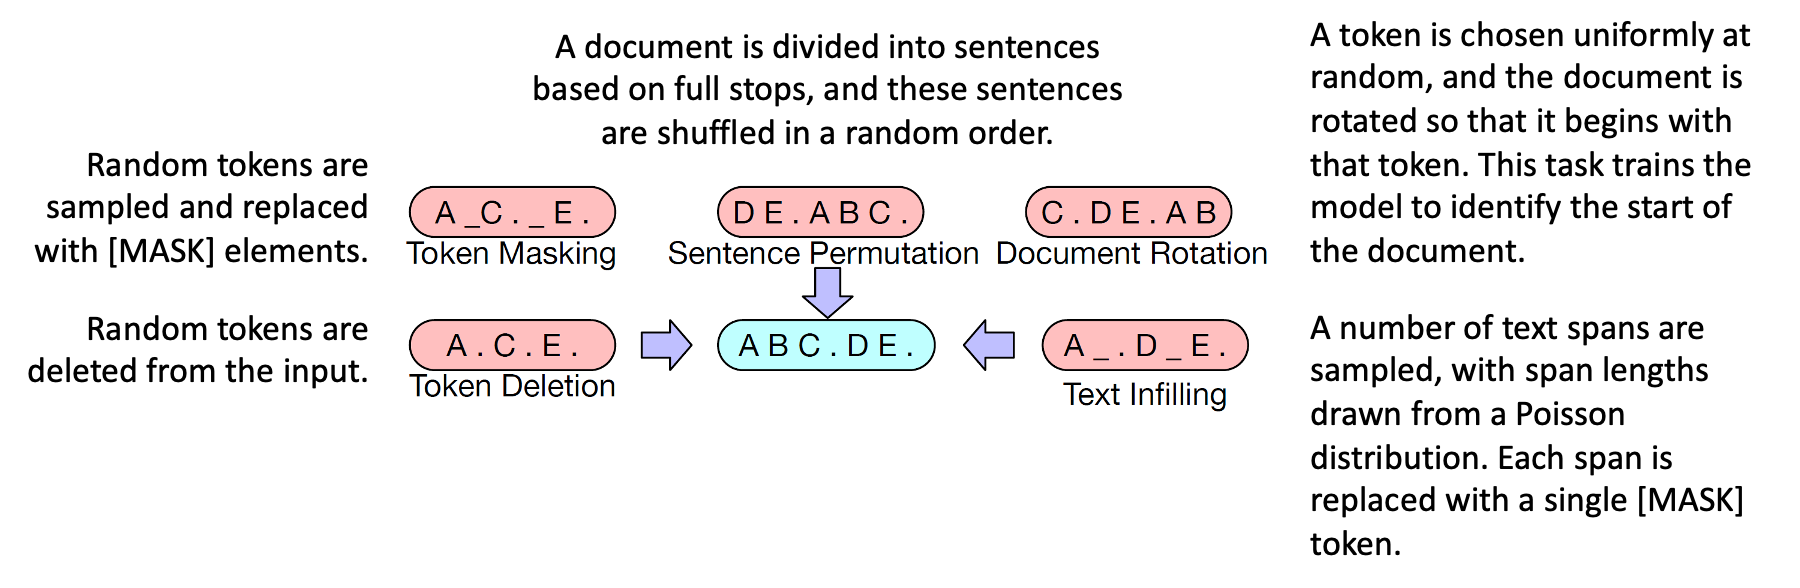 A document is divided into sentences
based on full stops, and these sentences
are shuffled in a random order.
A token is chosen uniformly at
random, and the document is
rotated so that it begins with
that token. This task trains the
model to identify the start of
the document.
Random tokens are
sampled and replaced
with [MASK] elements.
A _ C . _ E .
Token Masking
D E . A B C .
Sentence Permutation
C . D E . A B
Document Rotation
Random tokens are
deleted from the input.
A . C . E .
Token Deletion
A B C . D E .
A _ . D _ E .
Text Infilling
A number of text spans are
sampled, with span lengths
drawn from a Poisson
distribution. Each span is
replaced with a single [MASK]
token.